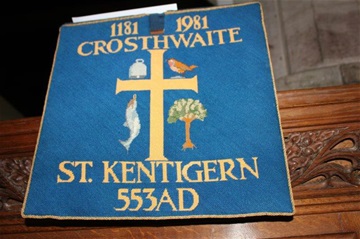 1181 1981
CROSTHWAITE
ST. KENTIGERN
553AD